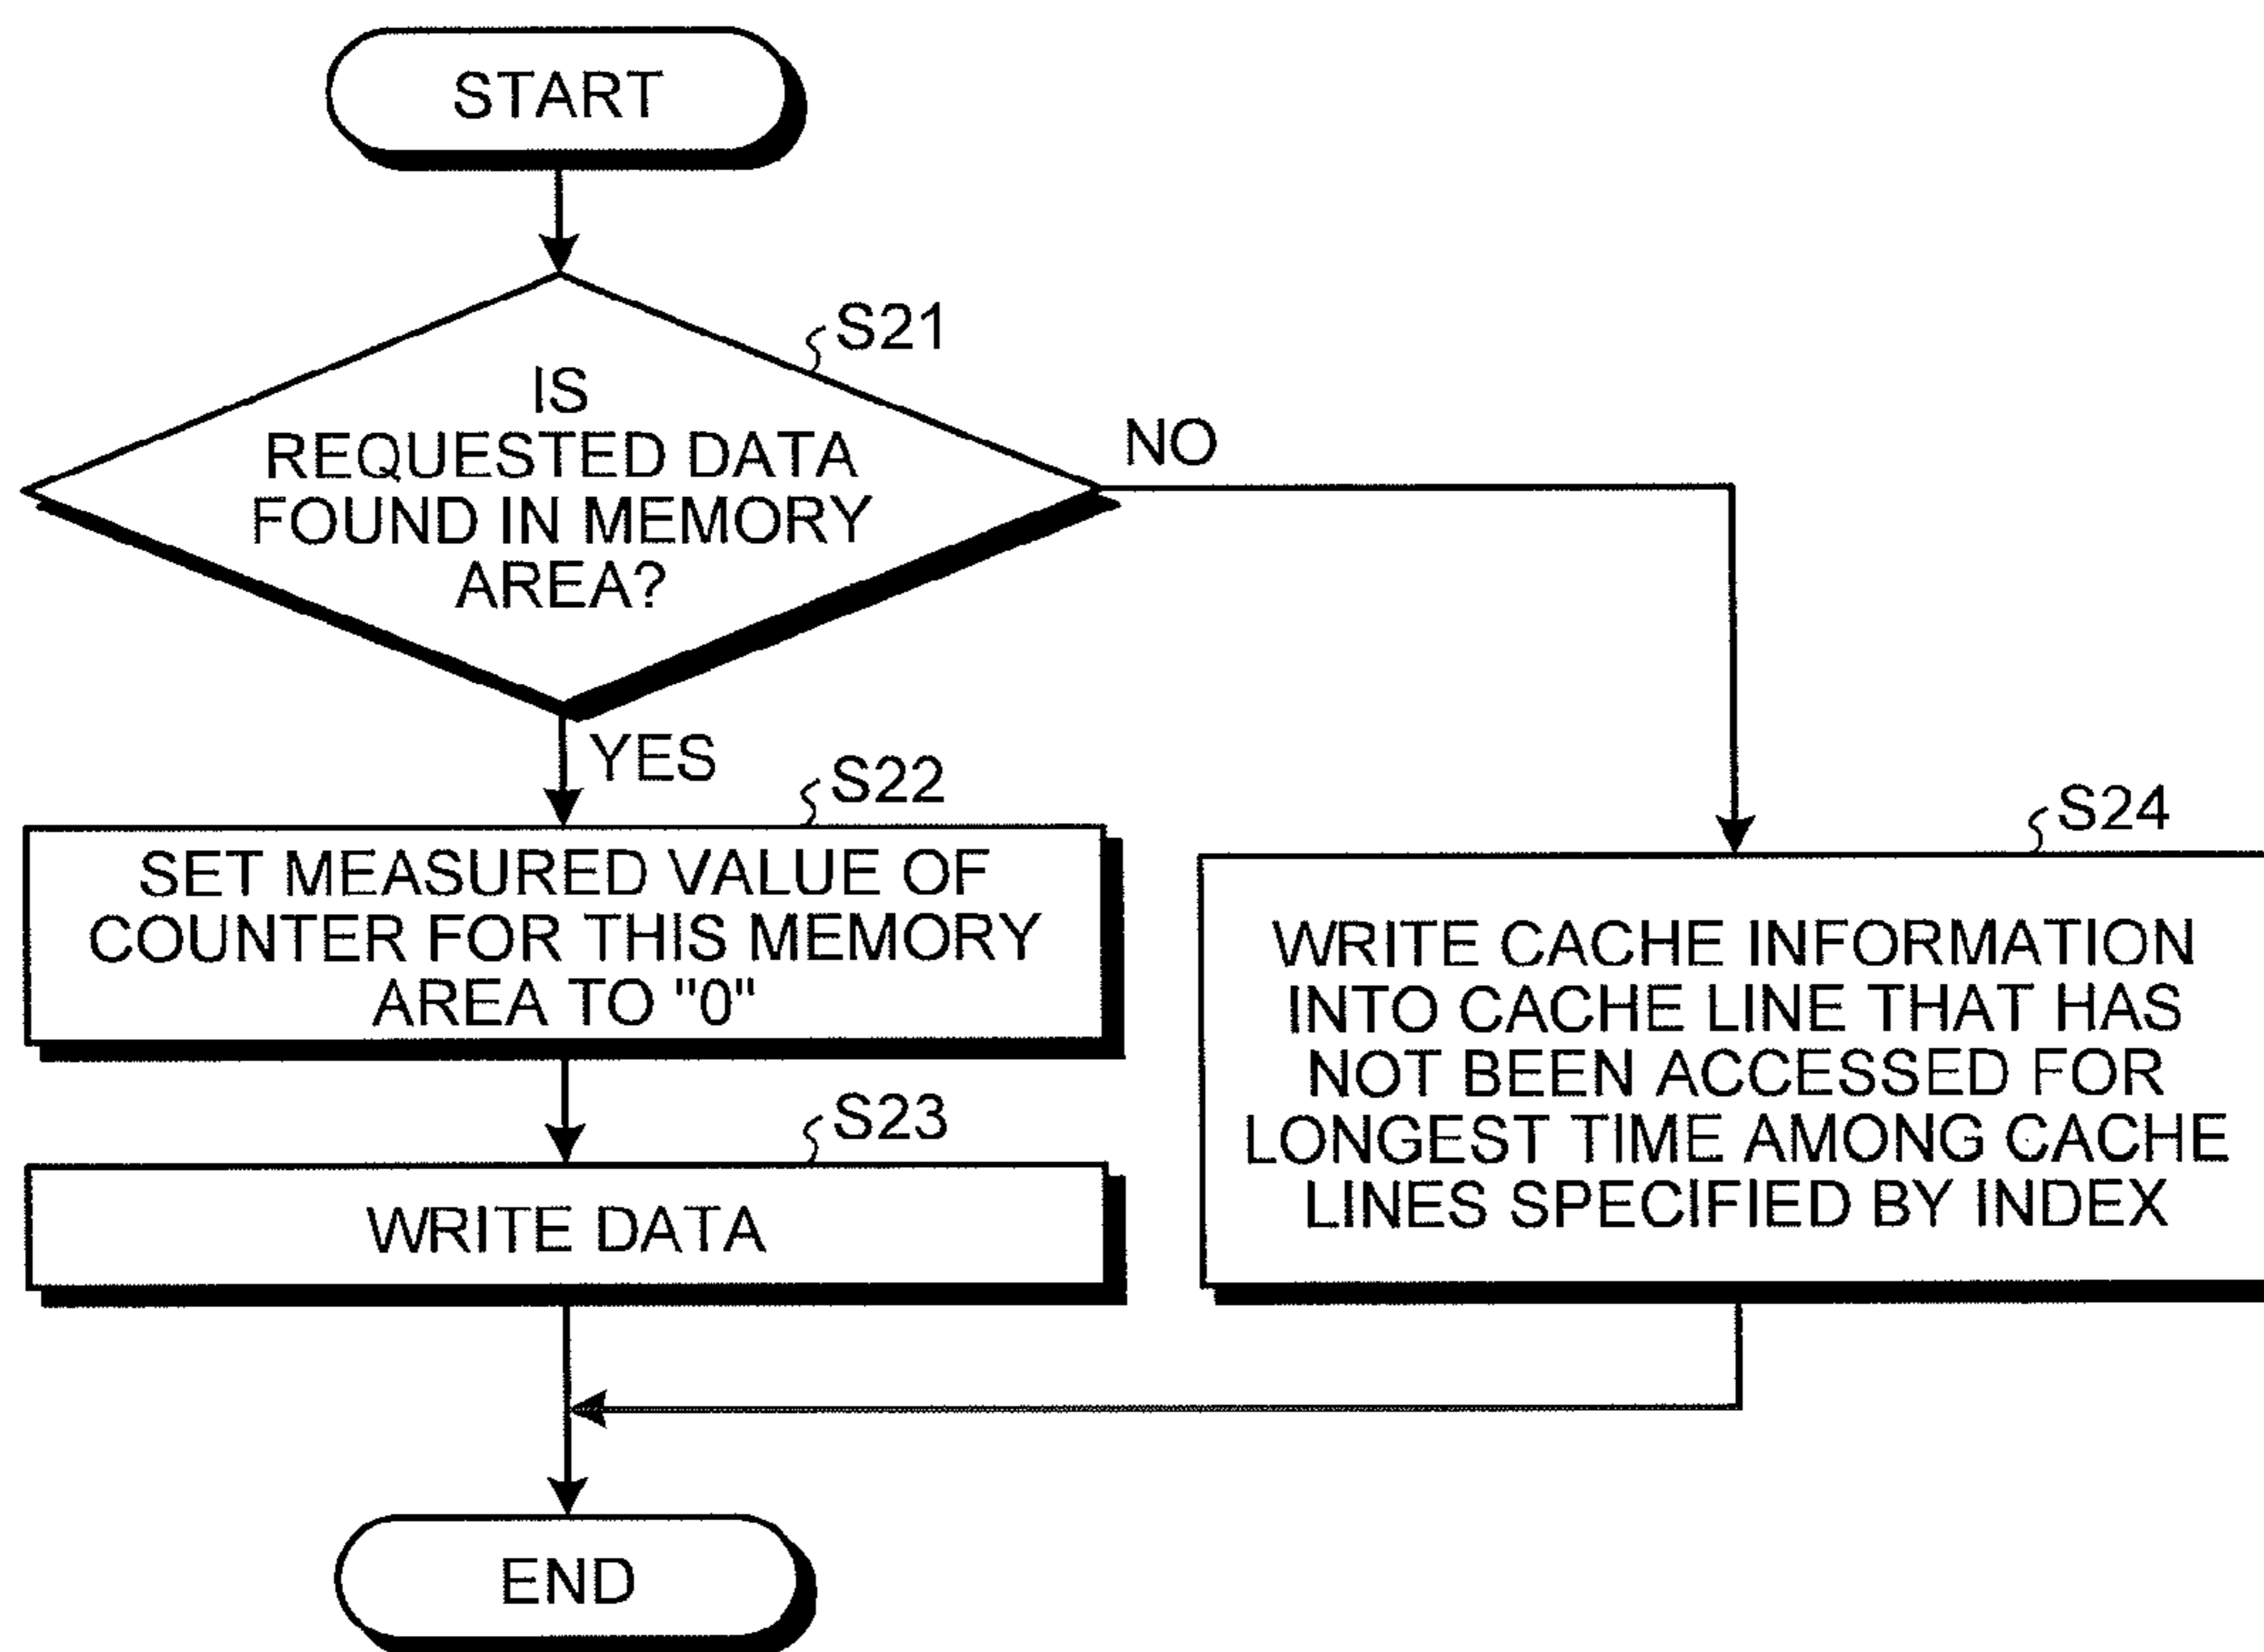 START
S21
IS
REQUESTED DATA
FOUND IN MEMORY
AREA?
NO
YES
S22
SET MEASURED VALUE OF
COUNTER FOR THIS MEMORY
AREA TO "0"
S23
WRITE DATA
S24
WRITE CACHE INFORMATION
INTO CACHE LINE THAT HAS
NOT BEEN ACCESSED FOR
LONGEST TIME AMONG CACHE
LINES SPECIFIED BY INDEX
END